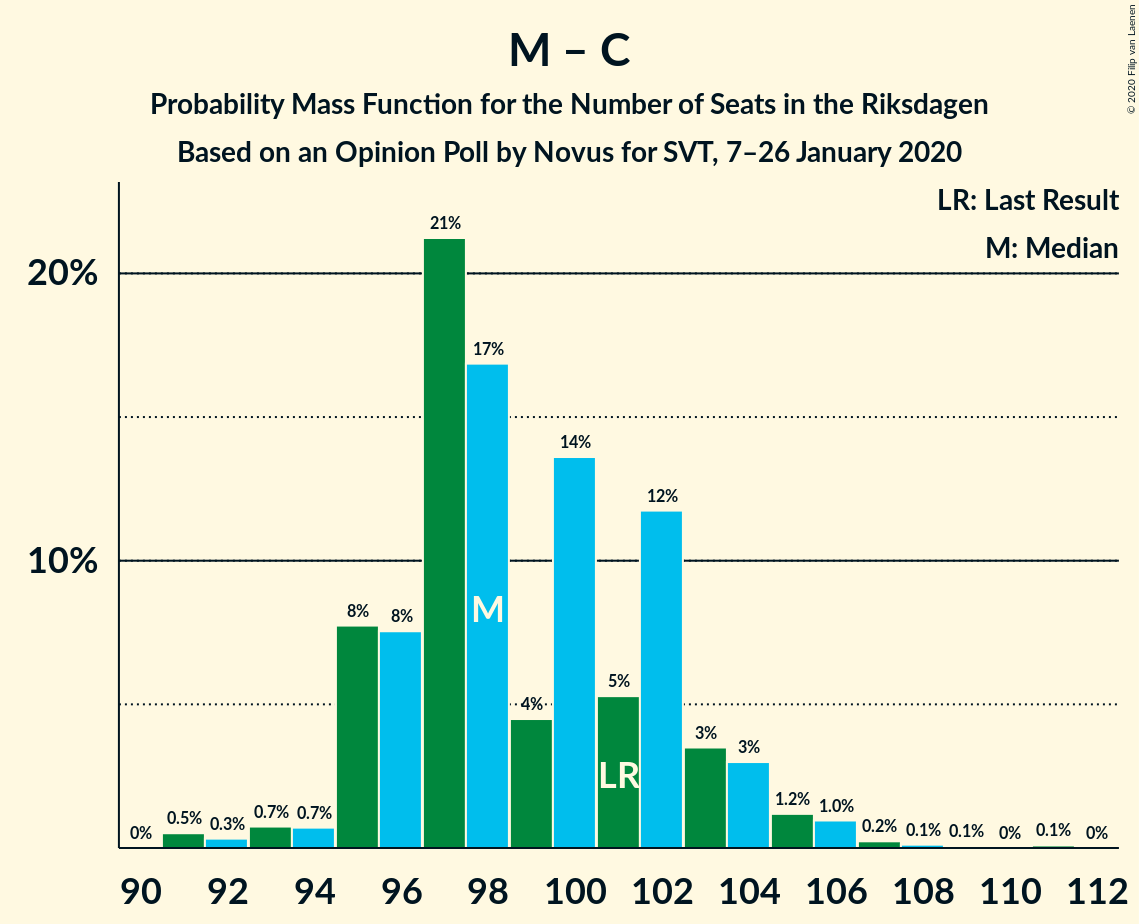 M – C
Probability Mass Function for the Number of Seats in the Riksdagen
Based on an Opinion Poll by Novus for SVT, 7–26 January 2020
© 2020 Filip van Laenen
LR: Last Result
M: Median
20%
10%
0%
0.5%
0.3%
0.7%
0.7%
8%
8%
21%
17%
4%
14%
5%
12%
3%
3%
1.2%
1.0%
0.2%
0.1%
0.1%
0%
0.1%
0%
M
LR
90 92 94 96 98 100 102 104 106 108 110 112